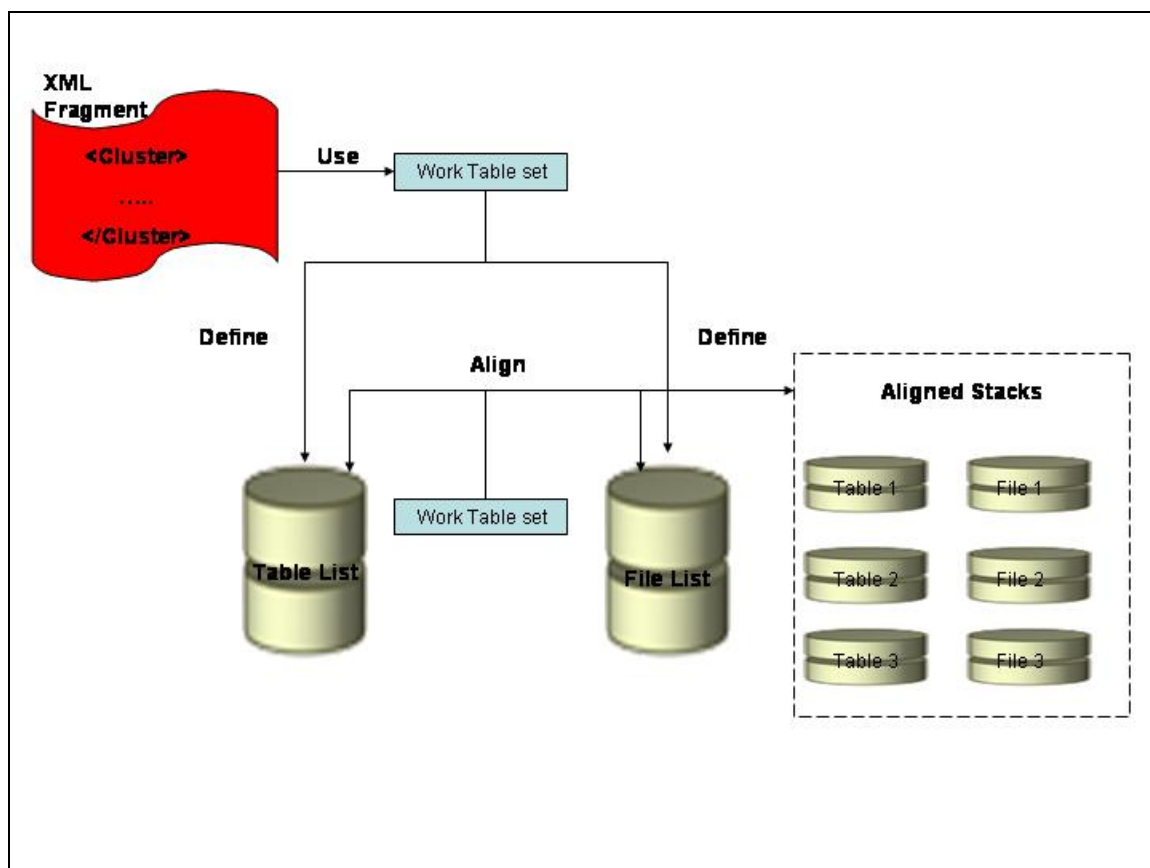 XML
Fragment
<Cluster>
.....
</Cluster>
Use
Work Table set
Define
Define
Align
Aligned Stacks
Table 1
File 1
Work Table set
Table List
File List
Table 2
File 2
Table 3
File 3